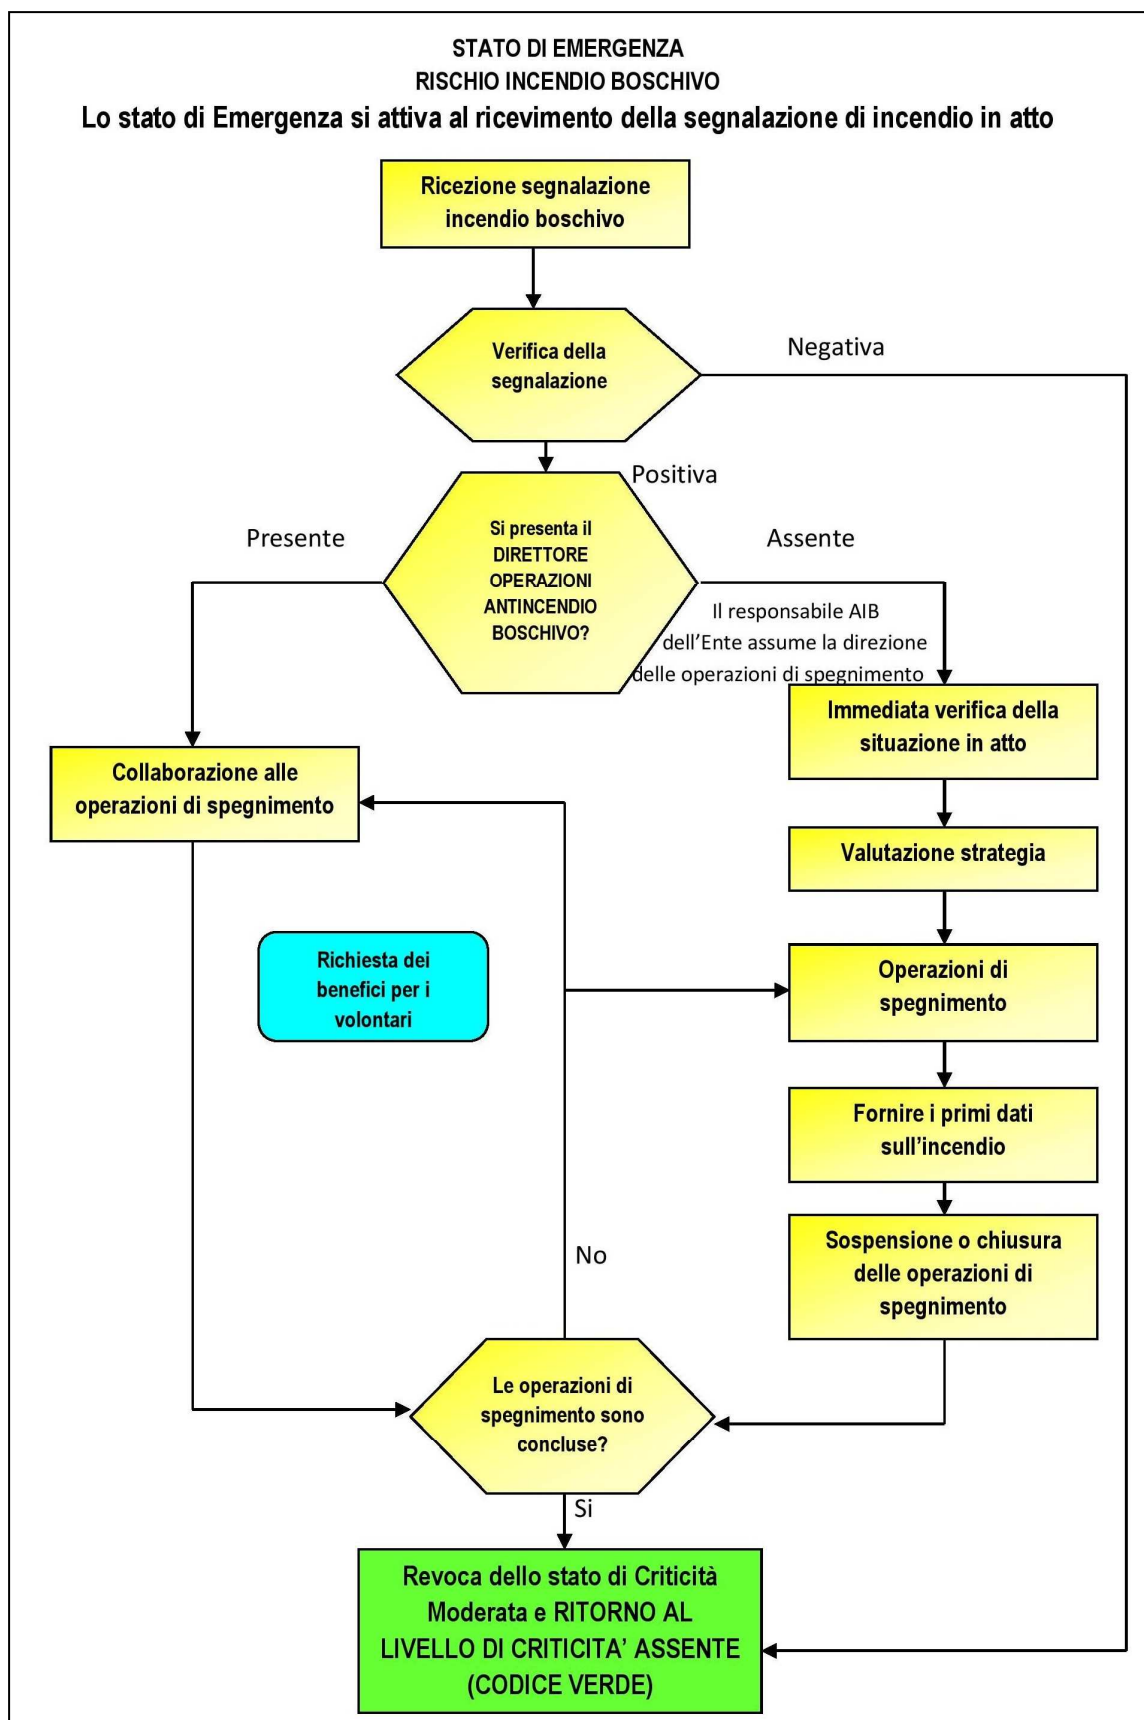 STATO DI EMERGENZA
RISCHIO INCENDIO BOSCHIVO
Lo stato di Emergenza si attiva al ricevimento della segnalazione di incendio in atto
Ricezione segnalazione
incendio boschivo
Verifica della
segnalazione
Negativa
Positiva
Si presenta il
DIRETTORE
OPERAZIONI
ANTINCENDIO
BOSCHIVO?
Presente
Assente
Il responsabile AIB
dell'Ente assume la direzione
delle operazioni di spegnimento
Immediata verifica della
situazione in atto
Collaborazione alle
operazioni di spegnimento
Valutazione strategia
Richiesta dei
benefici per i
volontari
Operazioni di
spegnimento
Fornire i primi dati
sull'incendio
Sospensione o chiusura
delle operazioni di
spegnimento
No
Le operazioni di
spegnimento sono
concluse?
Si
Revoca dello stato di Criticità
Moderata e RITORNO AL
LIVELLO DI CRITICITA' ASSENTE
(CODICE VERDE)